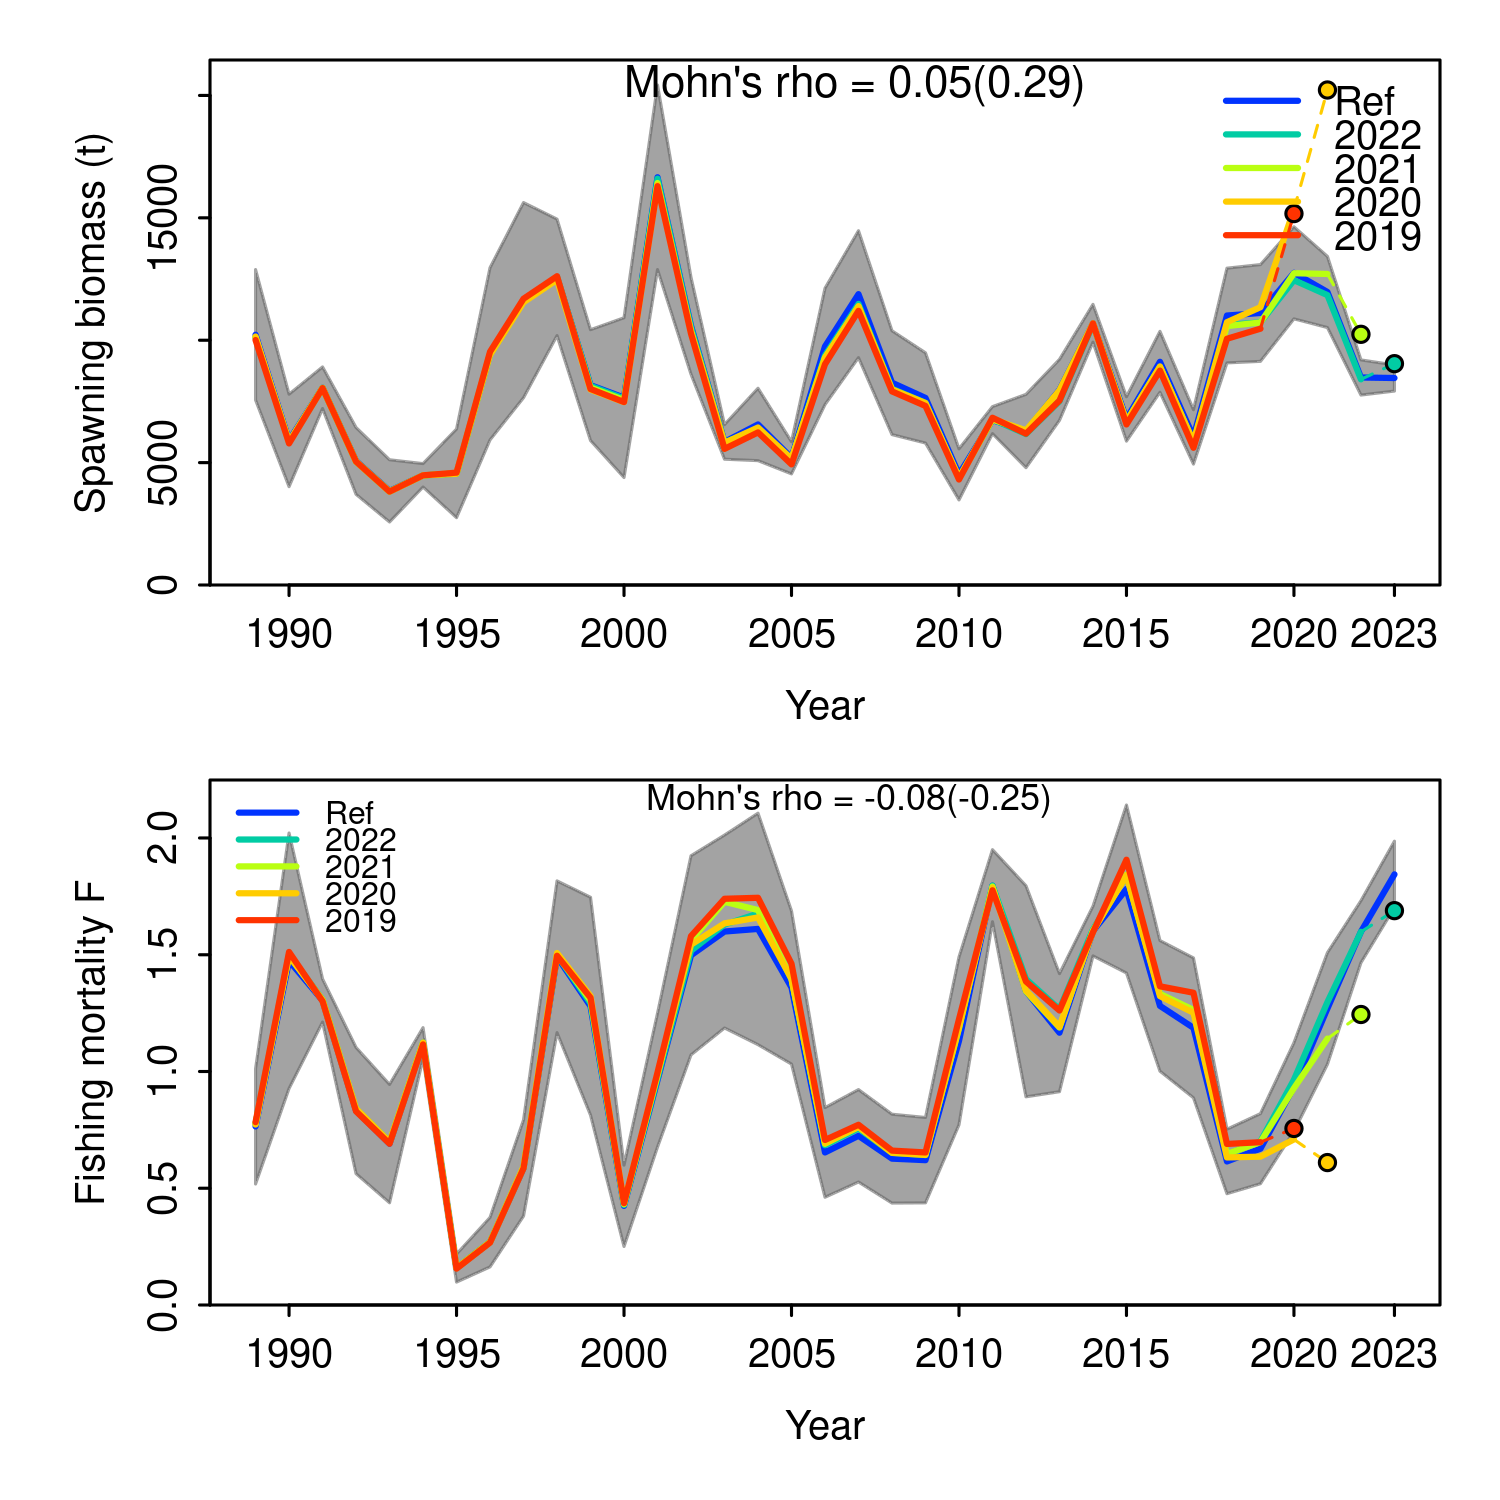 Mohn's rho = 0.05(0.29)
Ref
2022
2021
2020
2019
Spawning biomass (t)
15000
5000
0
1990 1995 2000 2005 2010 2015 2020 2023
Year
Mohn's rho = -0.08(-0.25)
Ref
2022
2021
2020
2019
Fishing mortality F
2.0
1.5
1.0
0.5
0.0
1990 1995 2000 2005 2010 2015 2020 2023
Year